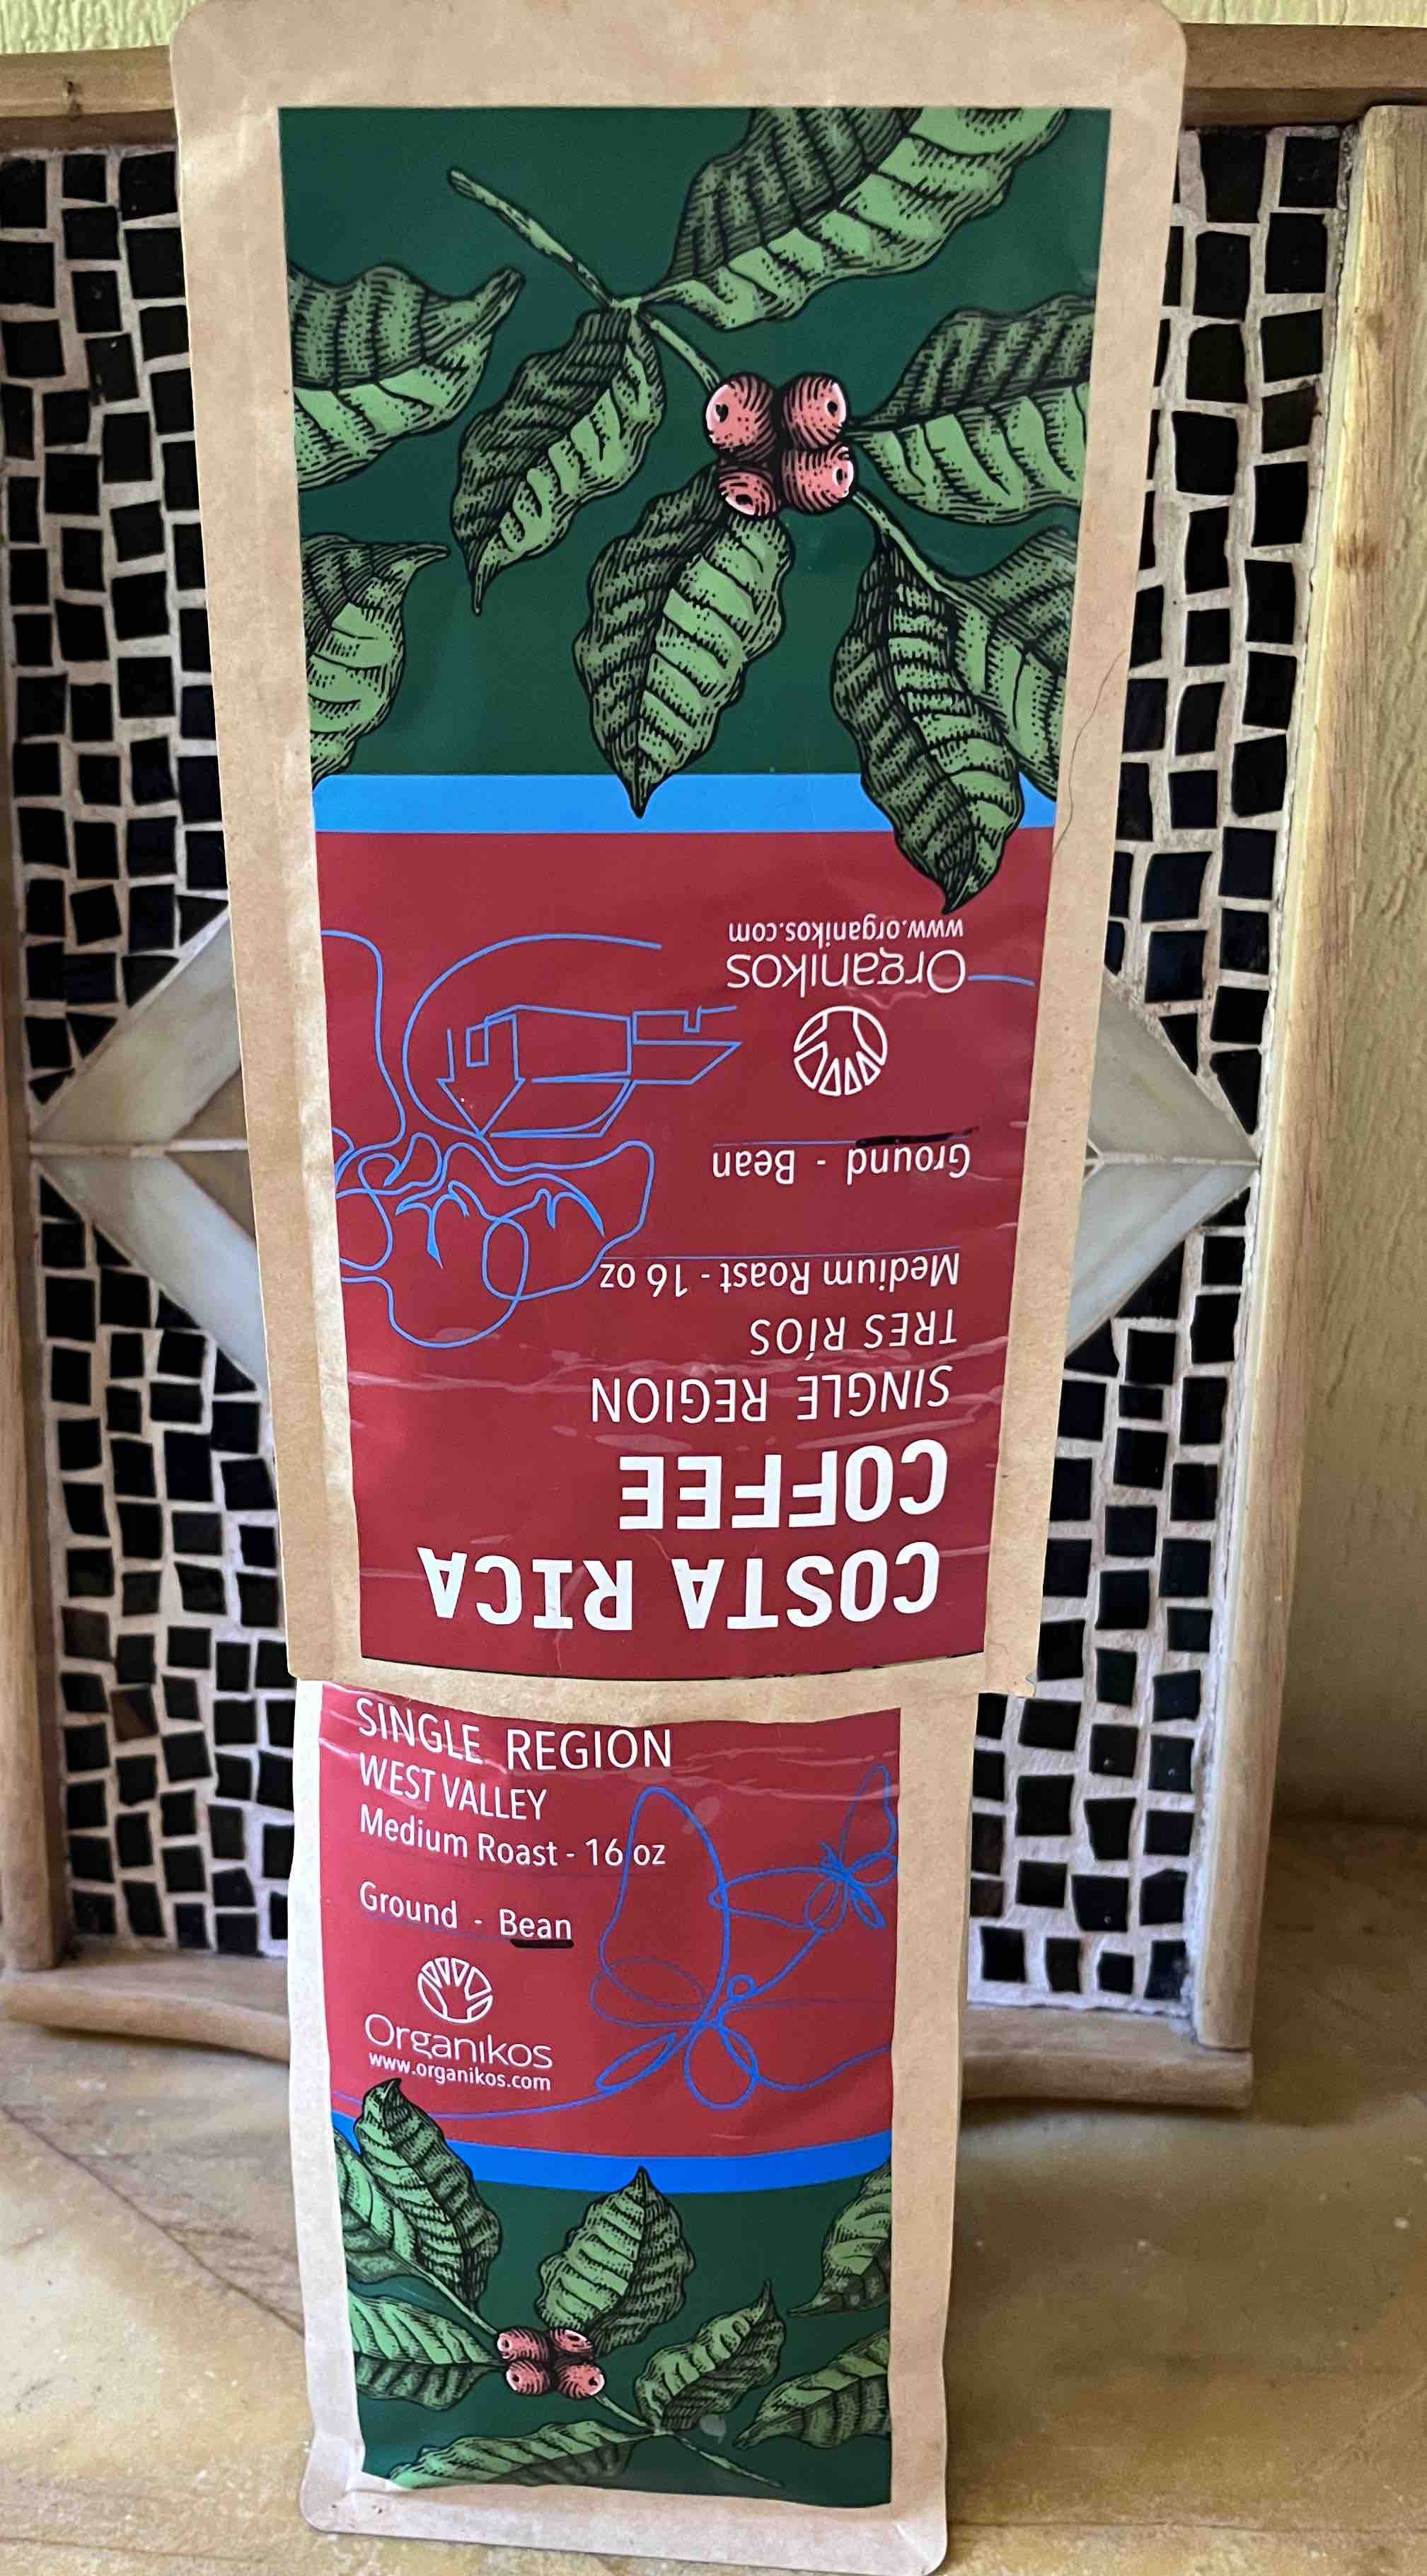 COSTA RICA
COFFEE
SINGLE REGION
TRES RÍOS
Medium Roast - 16 oz
Ground - Bean
Organikos
www.organikos.com
SINGLE REGION
WEST VALLEY
Medium Roast - 16 oz
Ground - Bean
Organikos
www.organikos.com